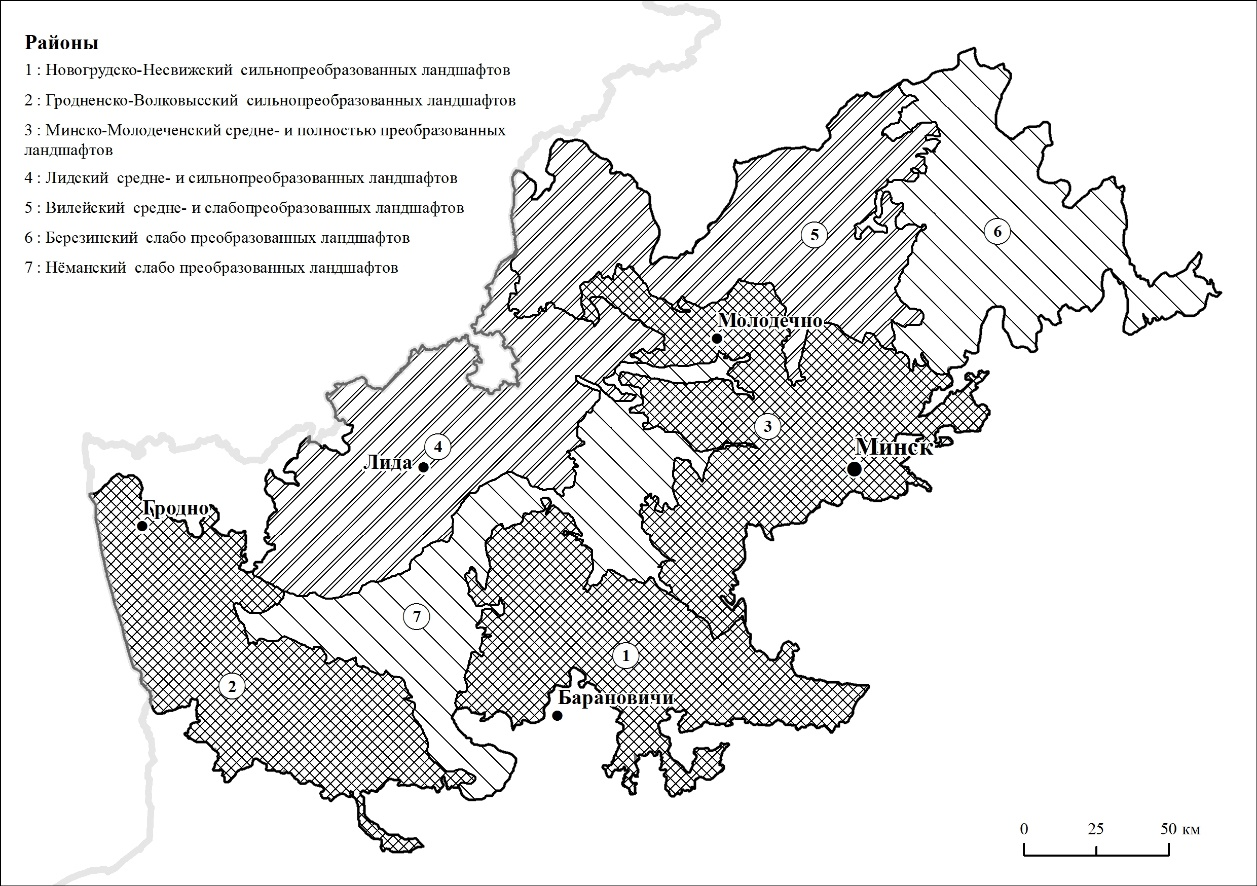 Районы
1 : Новогрудско-Несвижский сильнопреобразованных ландшафтов
2 : Гродненско-Волковысский сильнопреобразованных ландшафтов
3 : Минско-Молодеченский средне- и полностью преобразованных
ландшафтов
4 : Лидский средне- и сильнопреобразованных ландшафтов
5 : Вилейский средне- и слабопреобразованных ландшафтов
6 : Березинский слабо преобразованных ландшафтов
7 : Нёманский слабо преобразованных ландшафтов
5
6
Молодечно
3
Минск
4
Лида
Гродно
7
1
2
Барановичи
0 25 50 км